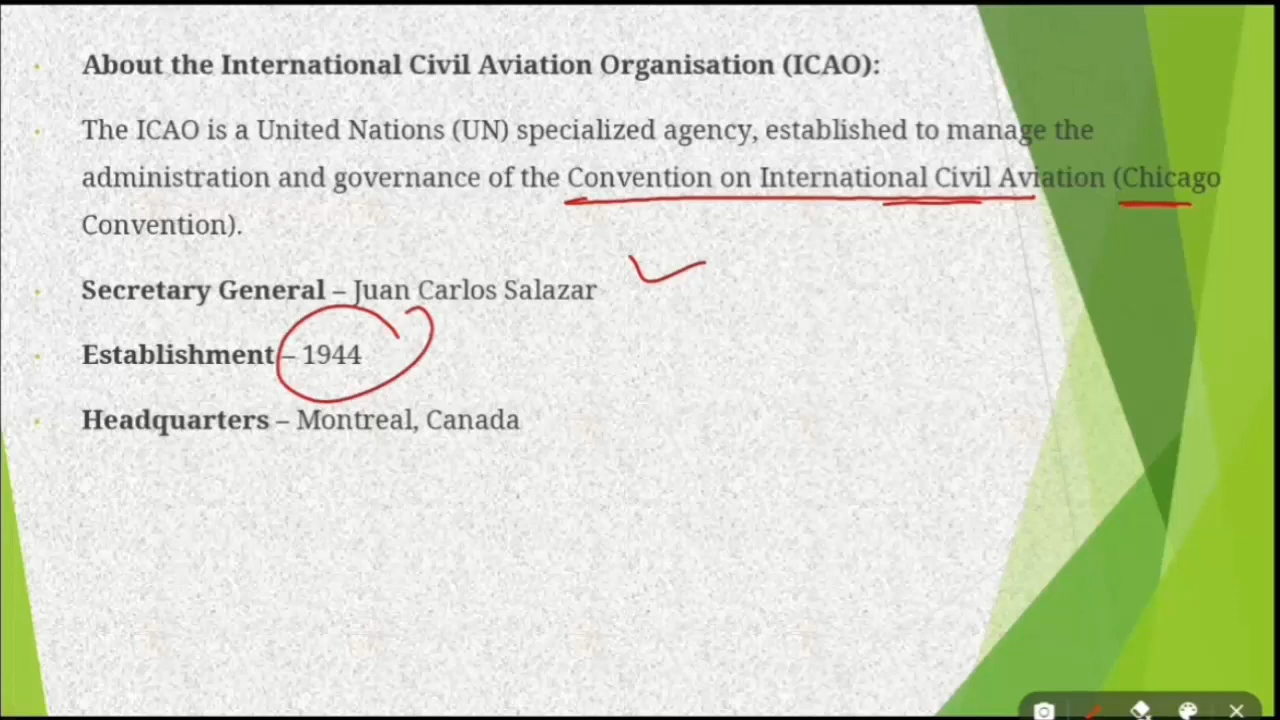 About the International Civil Aviation Organisation (ICAO):
The ICAO is a United Nations (UN) specialized agency, established to manage the
administration and governance of the Convention on International Civil Aviation (Chicago
Convention).
Secretary General – Juan Carlos Salazar
Establishment – 1944
Headquarters – Montreal, Canada